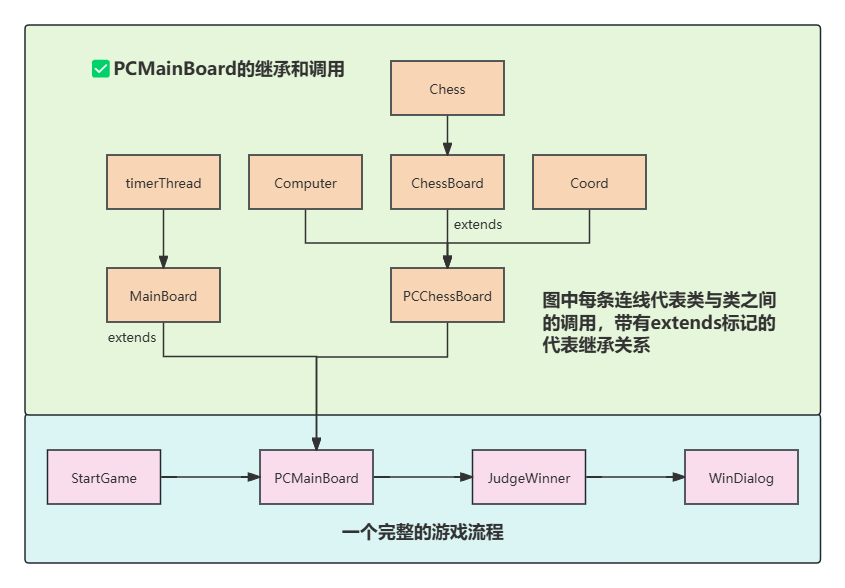 ✅ PCMainBoard的继承和调用
Chess
timerThread
Computer
ChessBoard
Coord
extends
MainBoard
PCChessBoard
图中每条连线代表类与类之间
的调用，带有extends标记的
代表继承关系
extends
StartGame
PCMainBoard
JudgeWinner
WinDialog
一个完整的游戏流程